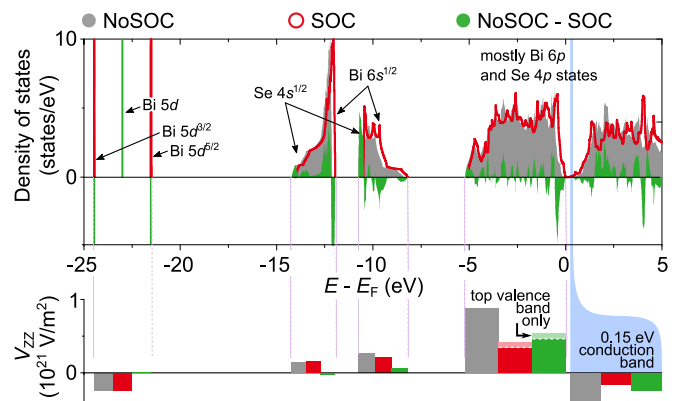 NoSOC SOC NoSOC - SOC
Density of states
(states/eV)
10
0
Bi 5d
Bi 5d3/2
Bi 5d5/2
Se 4s1/2
Bi 6s1/2
mostly Bi 6p
and Se 4p states
-25 -20 -15 -10 -5 0 5
E - EF (eV)
VZZ
(1021 V/m2)
1
0
top valence
band
only
0.15 eV
conduction
band